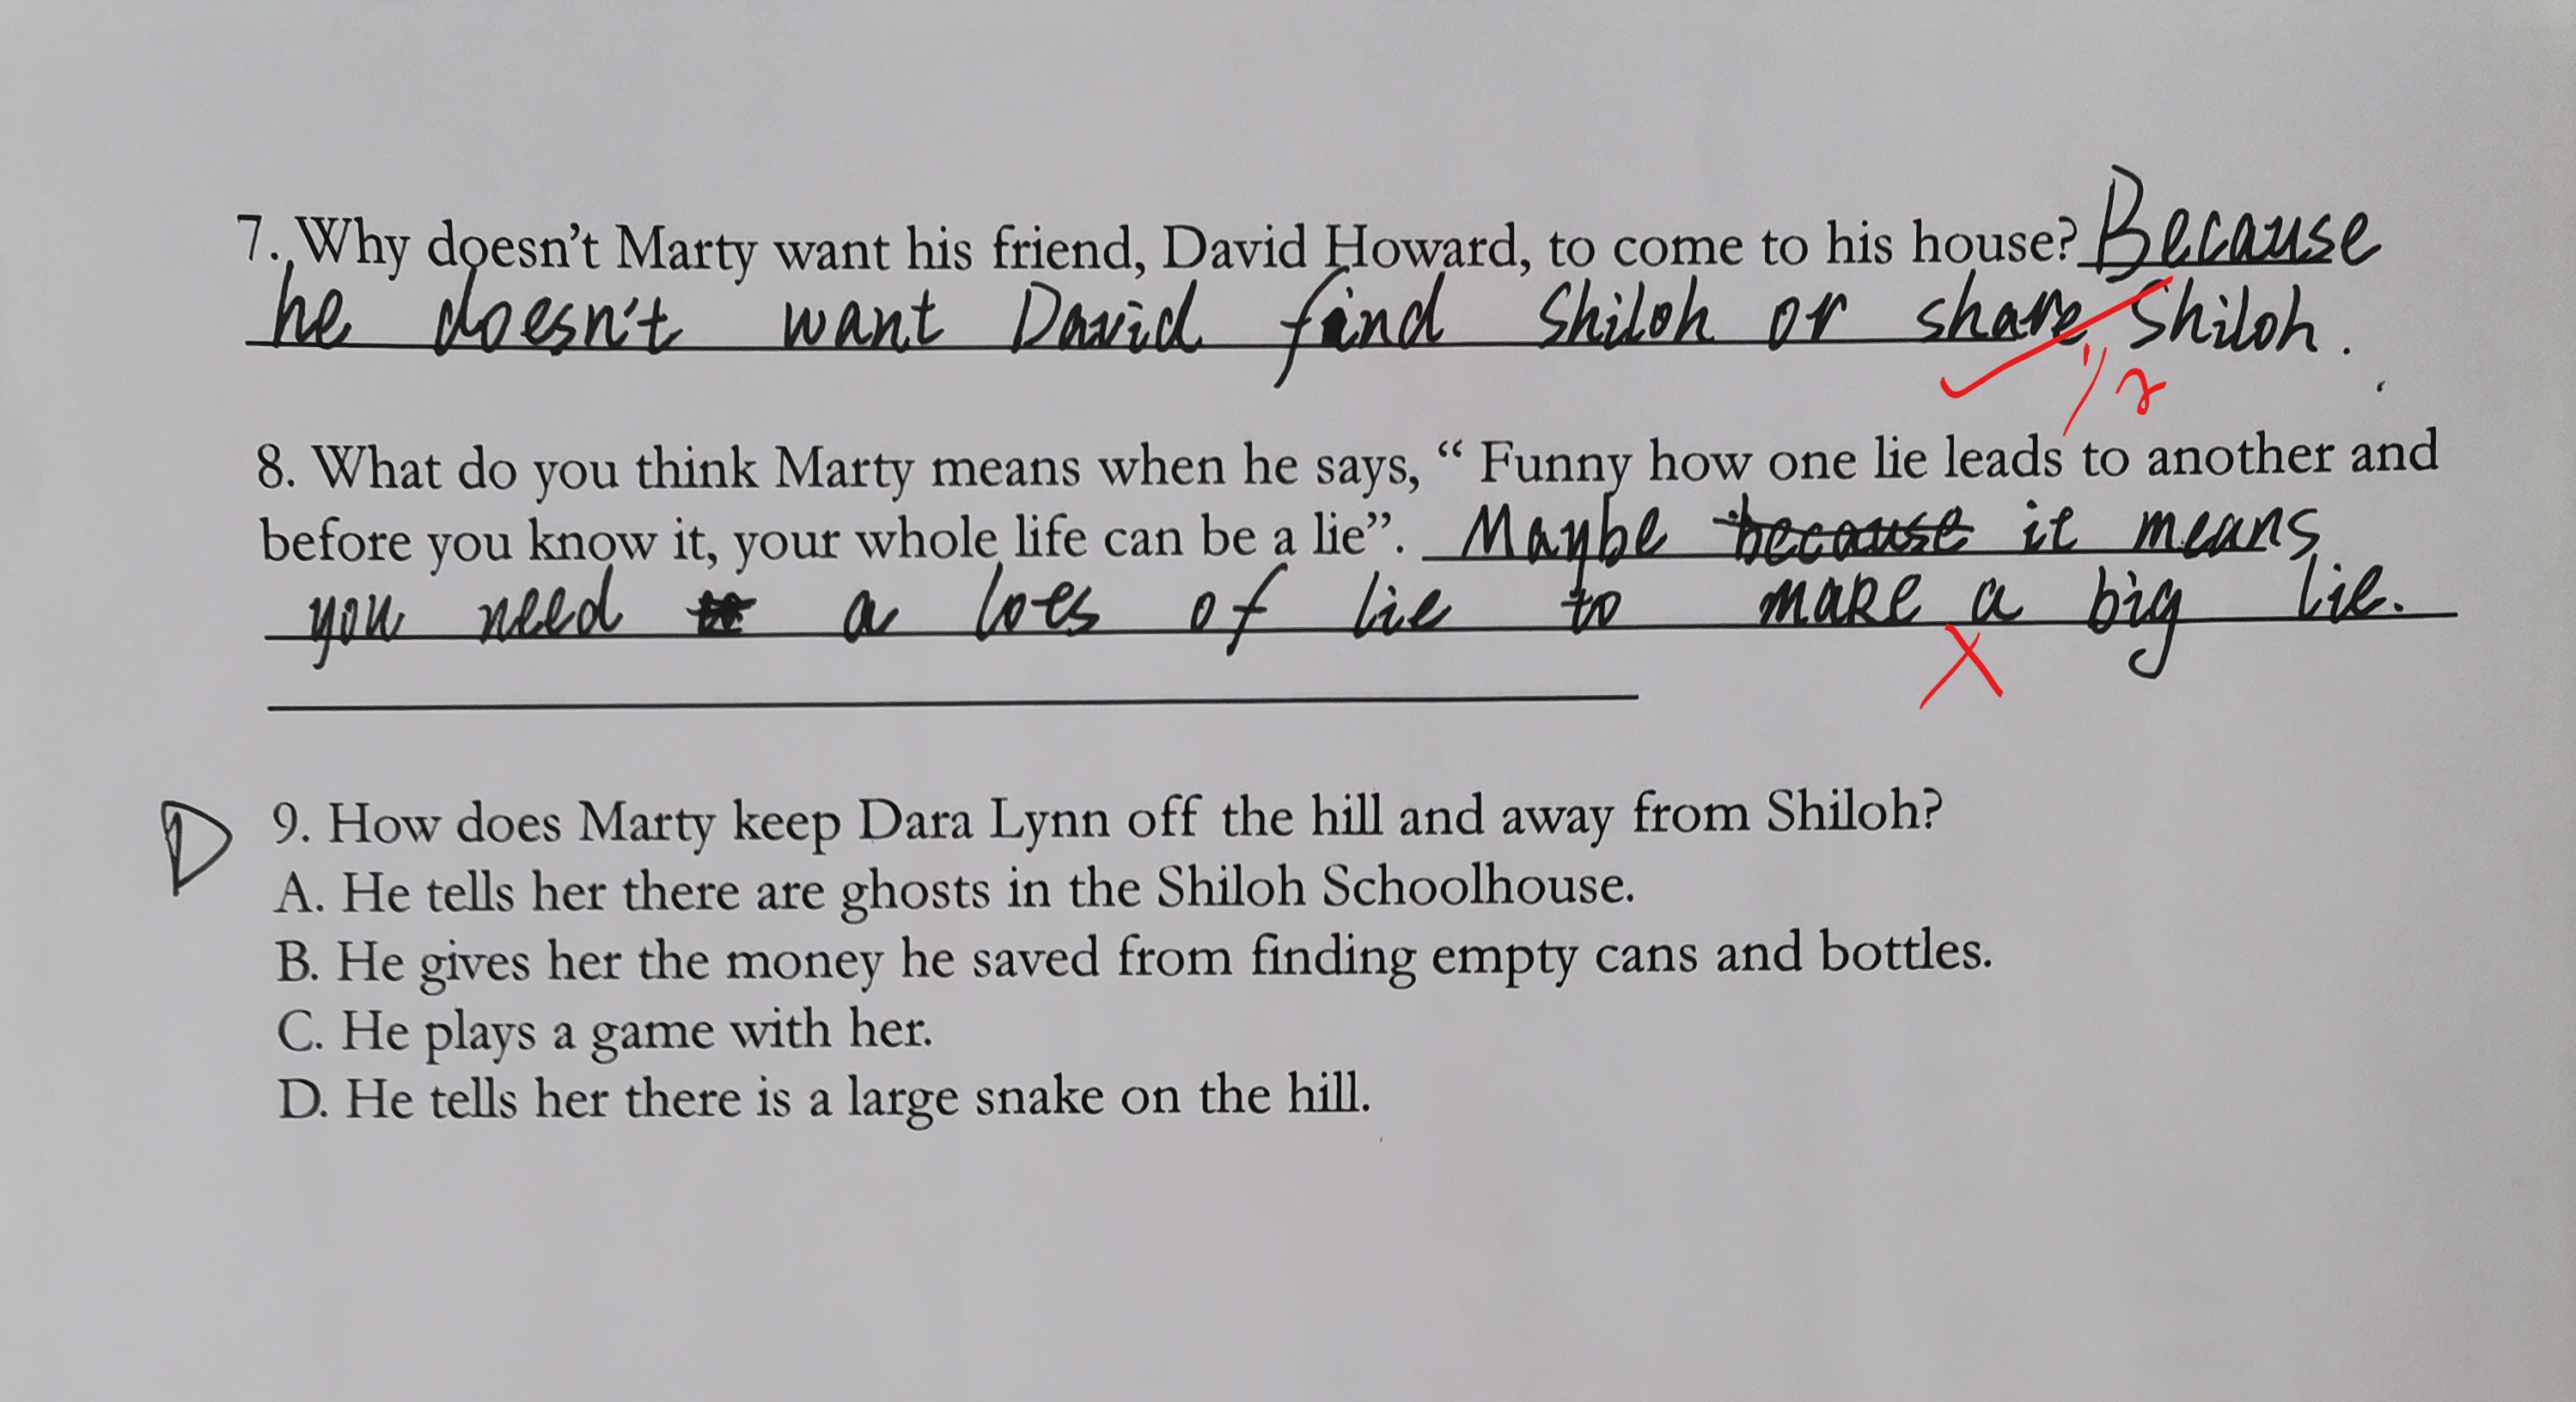 7. Why doesn't Marty want his friend, David Howard, to come to his house? Because
he doesn't want David find Shiloh or share Shiloh.
1/2
8. What do you think Marty means when he says, “ Funny how one lie leads to another and
before you know it, your whole life can be a lie”. Maybe because it means
you need a lots of lie to make a big lie.
D 9. How does Marty keep Dara Lynn off the hill and away from Shiloh?
A. He tells her there are ghosts in the Shiloh Schoolhouse.
B. He gives her the money he saved from finding empty cans and bottles.
C. He plays a game with her.
D. He tells her there is a large snake on the hill.